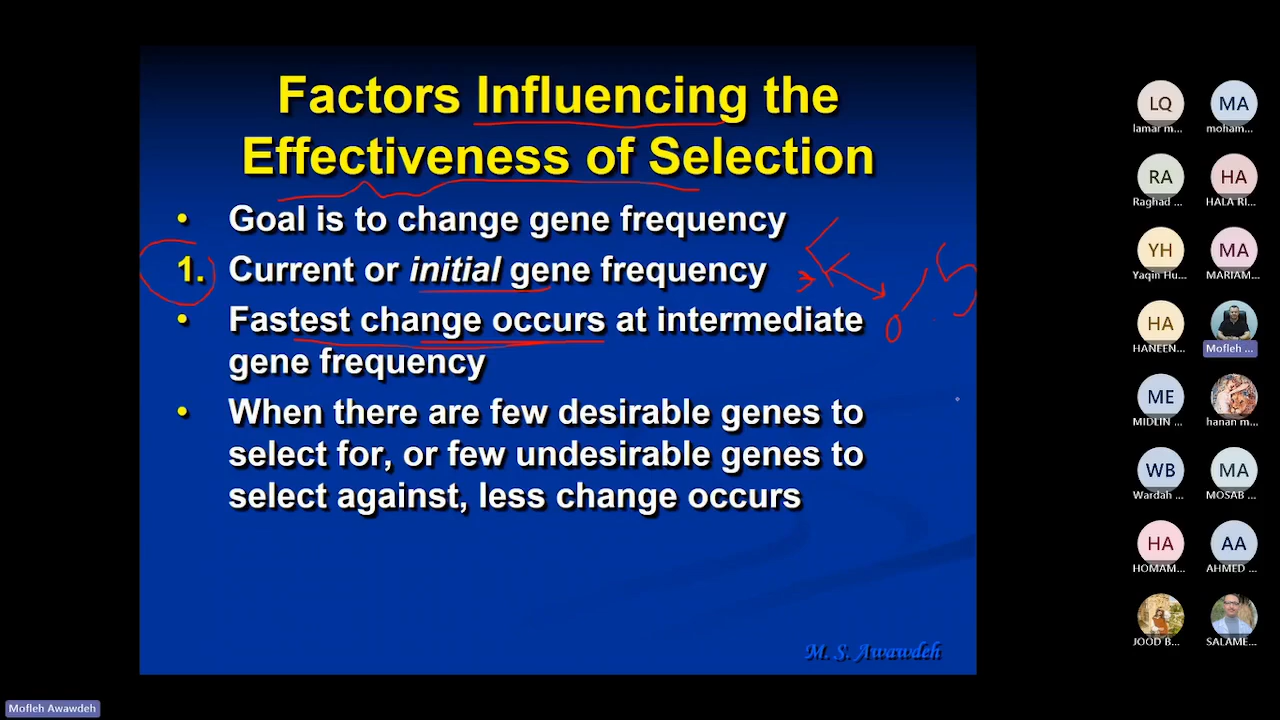 Factors Influencing the
Effectiveness of Selection
• Goal is to change gene frequency
1. Current or initial gene frequency
• Fastest change occurs at intermediate
gene frequency
• When there are few desirable genes to
select for, or few undesirable genes to
select against, less change occurs
M. S. Awawdeh
LQ
lamar m...
MA
moham...
RA
Raghad ...
HA
HALA RI...
YH
Yaqin Hu...
MA
MARIAM...
HA
HANEEN...
Mofleh ...
ME
MIDLIN ...
hanan m...
WB
Wardah ...
MA
MOSAB ...
HA
HOMAM...
AA
AHMED ...
JOOD B...
SALAME...
Mofleh Awawdeh